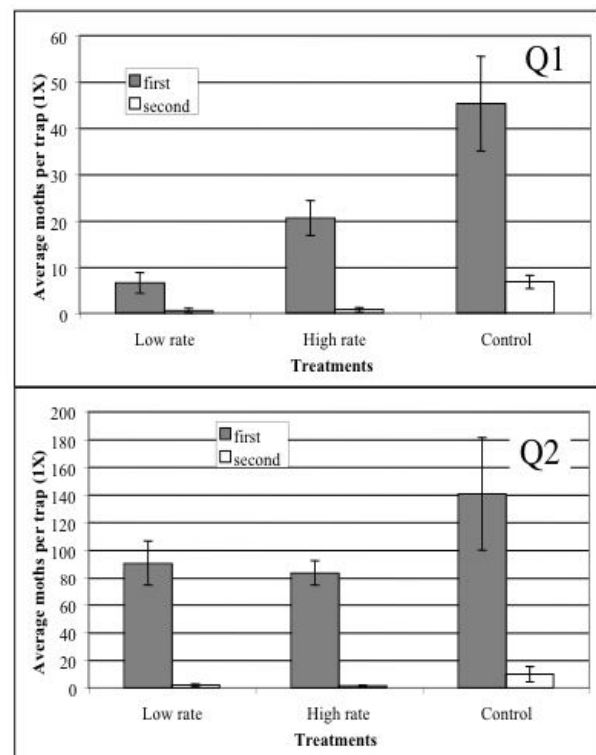 Q1
first
second
Average moths per trap (1X)
60
50
40
30
20
10
0
Low rate High rate Control
Treatments
Q2
first
second
Average moths per trap (1X)
200
180
160
140
120
100
80
60
40
20
0
Low rate High rate Control
Treatments